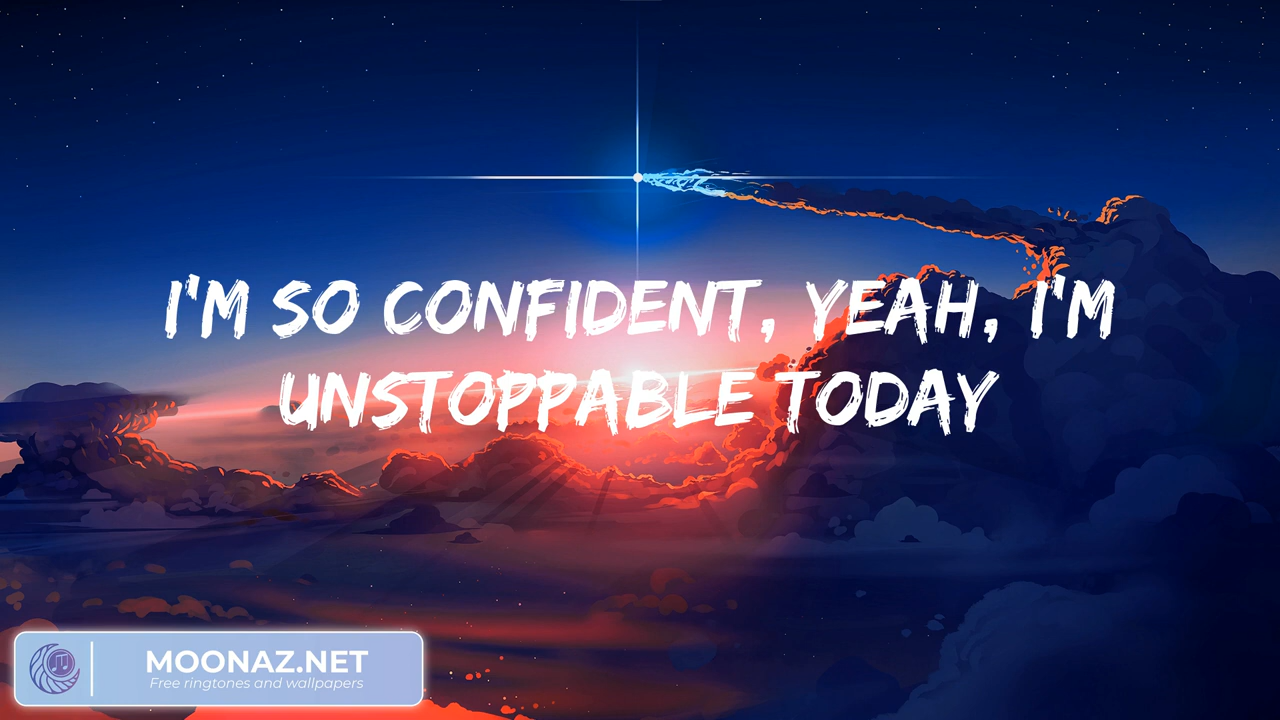 I'M SO CONFIDENT, YEAH, I'M
UNSTOPPABLE TODAY
MOONAZ.NET
Free ringtones and wallpapers